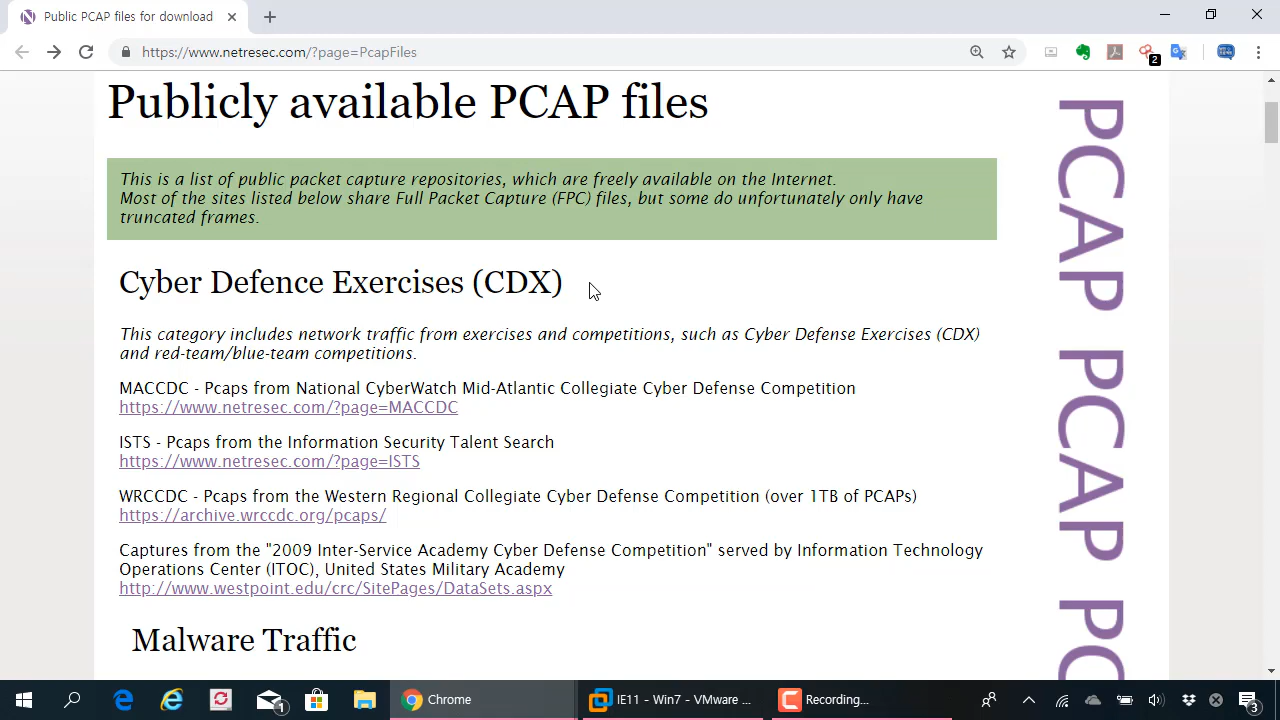 Public PCAP files for download
https://www.netresec.com/?page=PcapFiles
2
Publicly available PCAP files
This is a list of public packet capture repositories, which are freely available on the Internet.
Most of the sites listed below share Full Packet Capture (FPC) files, but some do unfortunately only have
truncated frames.
Cyber Defence Exercises (CDX)
This category includes network traffic from exercises and competitions, such as Cyber Defense Exercises (CDX)
and red-team/blue-team competitions.
MACCDC - Pcaps from National CyberWatch Mid-Atlantic Collegiate Cyber Defense Competition
https://www.netresec.com/?page=MACCDC
ISTS - Pcaps from the Information Security Talent Search
https://www.netresec.com/?page=ISTS
WRCCDC - Pcaps from the Western Regional Collegiate Cyber Defense Competition (over 1TB of PCAPs)
https://archive.wrccdc.org/pcaps/
Captures from the "2009 Inter-Service Academy Cyber Defense Competition" served by Information Technology
Operations Center (ITOC), United States Military Academy
http://www.westpoint.edu/crc/SitePages/DataSets.aspx
Malware Traffic
PCAP PCAP PC
1
Chrome
IE11 - Win7 - VMware ...
Recording...
3